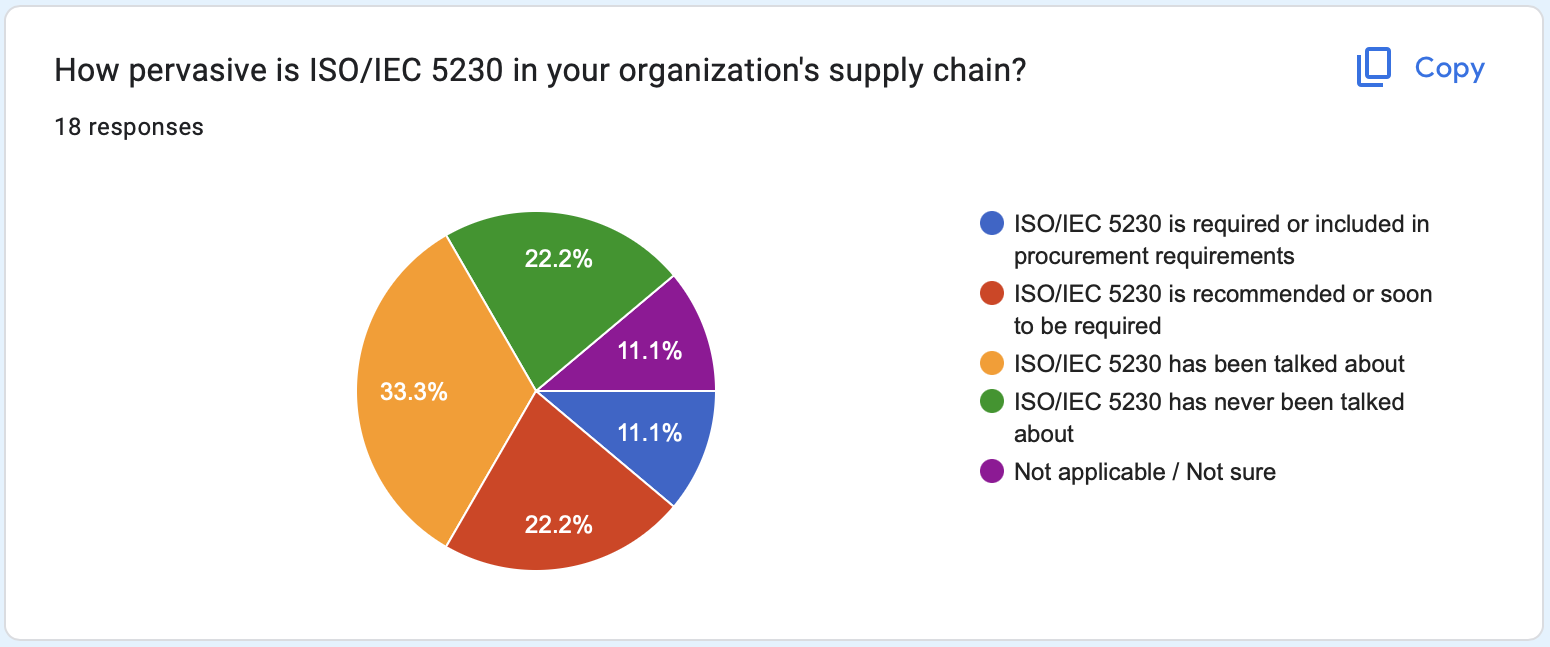 How pervasive is ISO/IEC 5230 in your organization's supply chain?
Copy
18 responses
22.2%
11.1%
33.3%
11.1%
22.2%
ISO/IEC 5230 is required or included in
procurement requirements
ISO/IEC 5230 is recommended or soon
to be required
ISO/IEC 5230 has been talked about
ISO/IEC 5230 has never been talked
about
Not applicable / Not sure